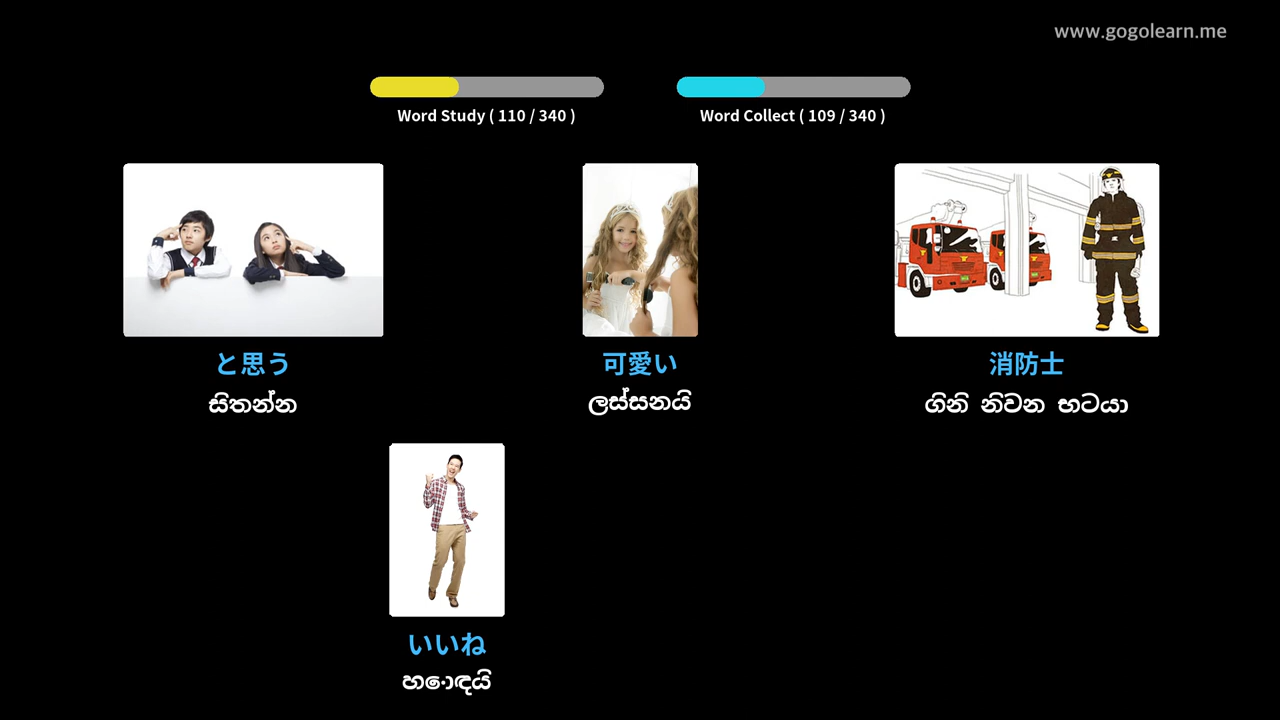 www.gogolearn.me
Word Study ( 110 / 340 )
Word Collect ( 109 / 340 )
と思う
සිතන්න
可愛い
ලස්සනයි
消防士
ගිනි නිවන භටයා
いいね
හොඳයි